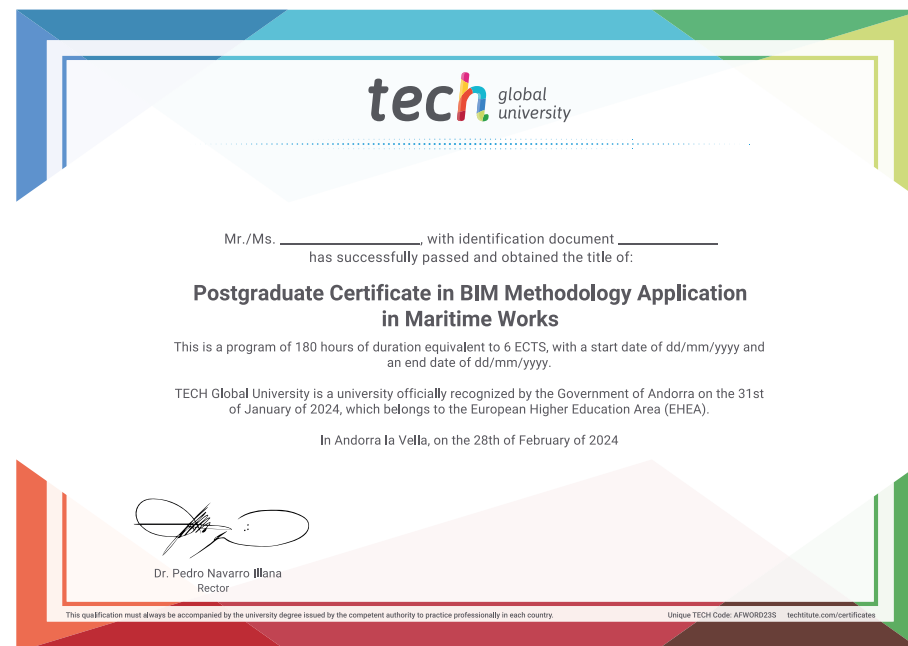 tech global university
Mr./Ms. ____________________, with identification document ______________
has successfully passed and obtained the title of:
Postgraduate Certificate in BIM Methodology Application
in Maritime Works
This is a program of 180 hours of duration equivalent to 6 ECTS, with a start date of dd/mm/yyyy and
an end date of dd/mm/yyyy.
TECH Global University is a university officially recognized by the Government of Andorra on the 31st
of January of 2024, which belongs to the European Higher Education Area (EHEA).
In Andorra la Vella, on the 28th of February of 2024
Dr. Pedro Navarro Illana
Rector
This qualification must always be accompanied by the university degree issued by the competent authority to practice professionally in each country.
Unique TECH Code: AFWORD23S techtitute.com/certificates